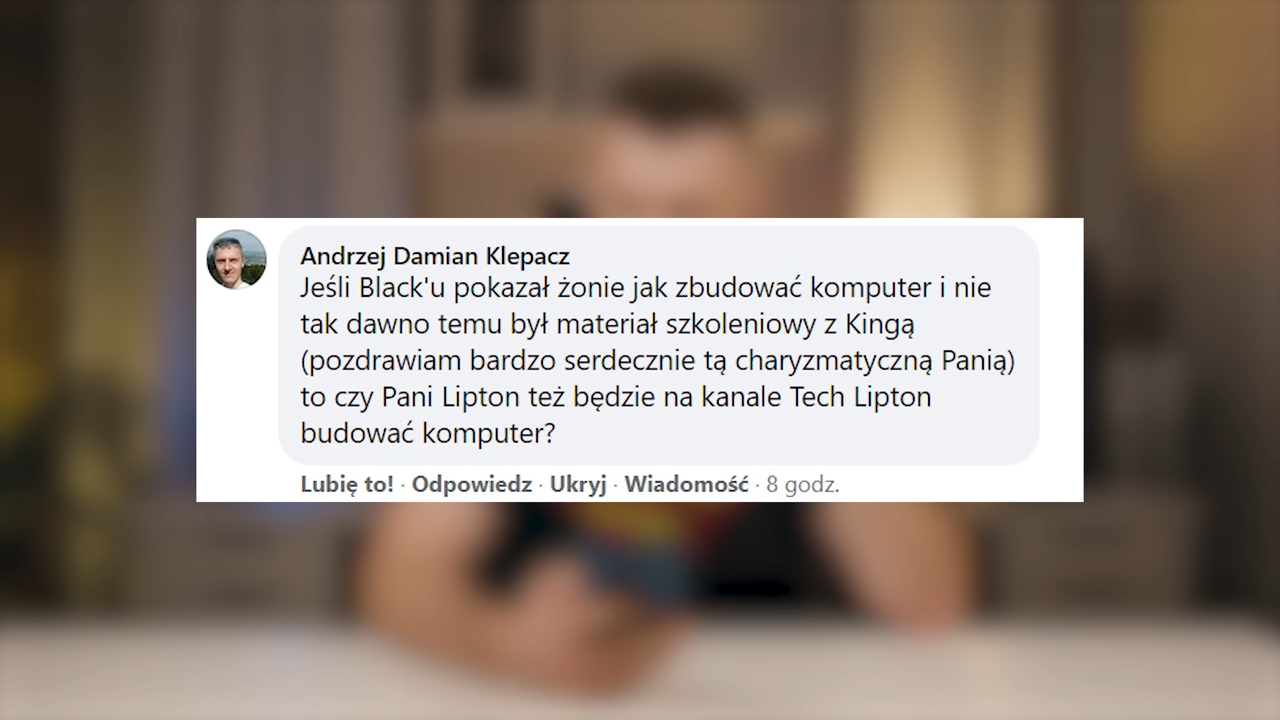 Andrzej Damian Klepacz
Jeśli Black'u pokazał żonie jak zbudować komputer i nie
tak dawno temu był materiał szkoleniowy z Kingą
(pozdrawiam bardzo serdecznie tą charyzmatyczną Panią)
to czy Pani Lipton też będzie na kanale Tech Lipton
budować komputer?
Lubię to! · Odpowiedz · Ukryj · Wiadomość · 8 godz.